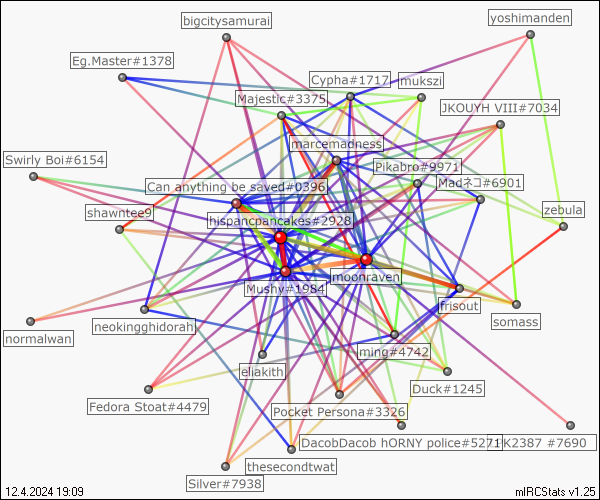 bigcitysamurai
yoshimanden
Eg.Master#1378
Cypha#1717
mukszi
Majestic#3375
JKOUYH VIII#7034
marcemadness
Swirly Boi#6154
Pikabro#9971
Madネコ#6901
Can anything be saved#0396
shawntee9
hispancpancakes#2928
zebula
moonraven
Mushy#1984
frisout
neokingghidorah
somass
normalwan
ming#4742
eliakith
Duck#1245
Fedora Stoat#4479
Pocket Persona#3326
DacobDacob hORNY police#5271
PK2387 #7690
thesecondtwat
Silver#7938
12.4.2024 19:09
mIRCStats v1.25